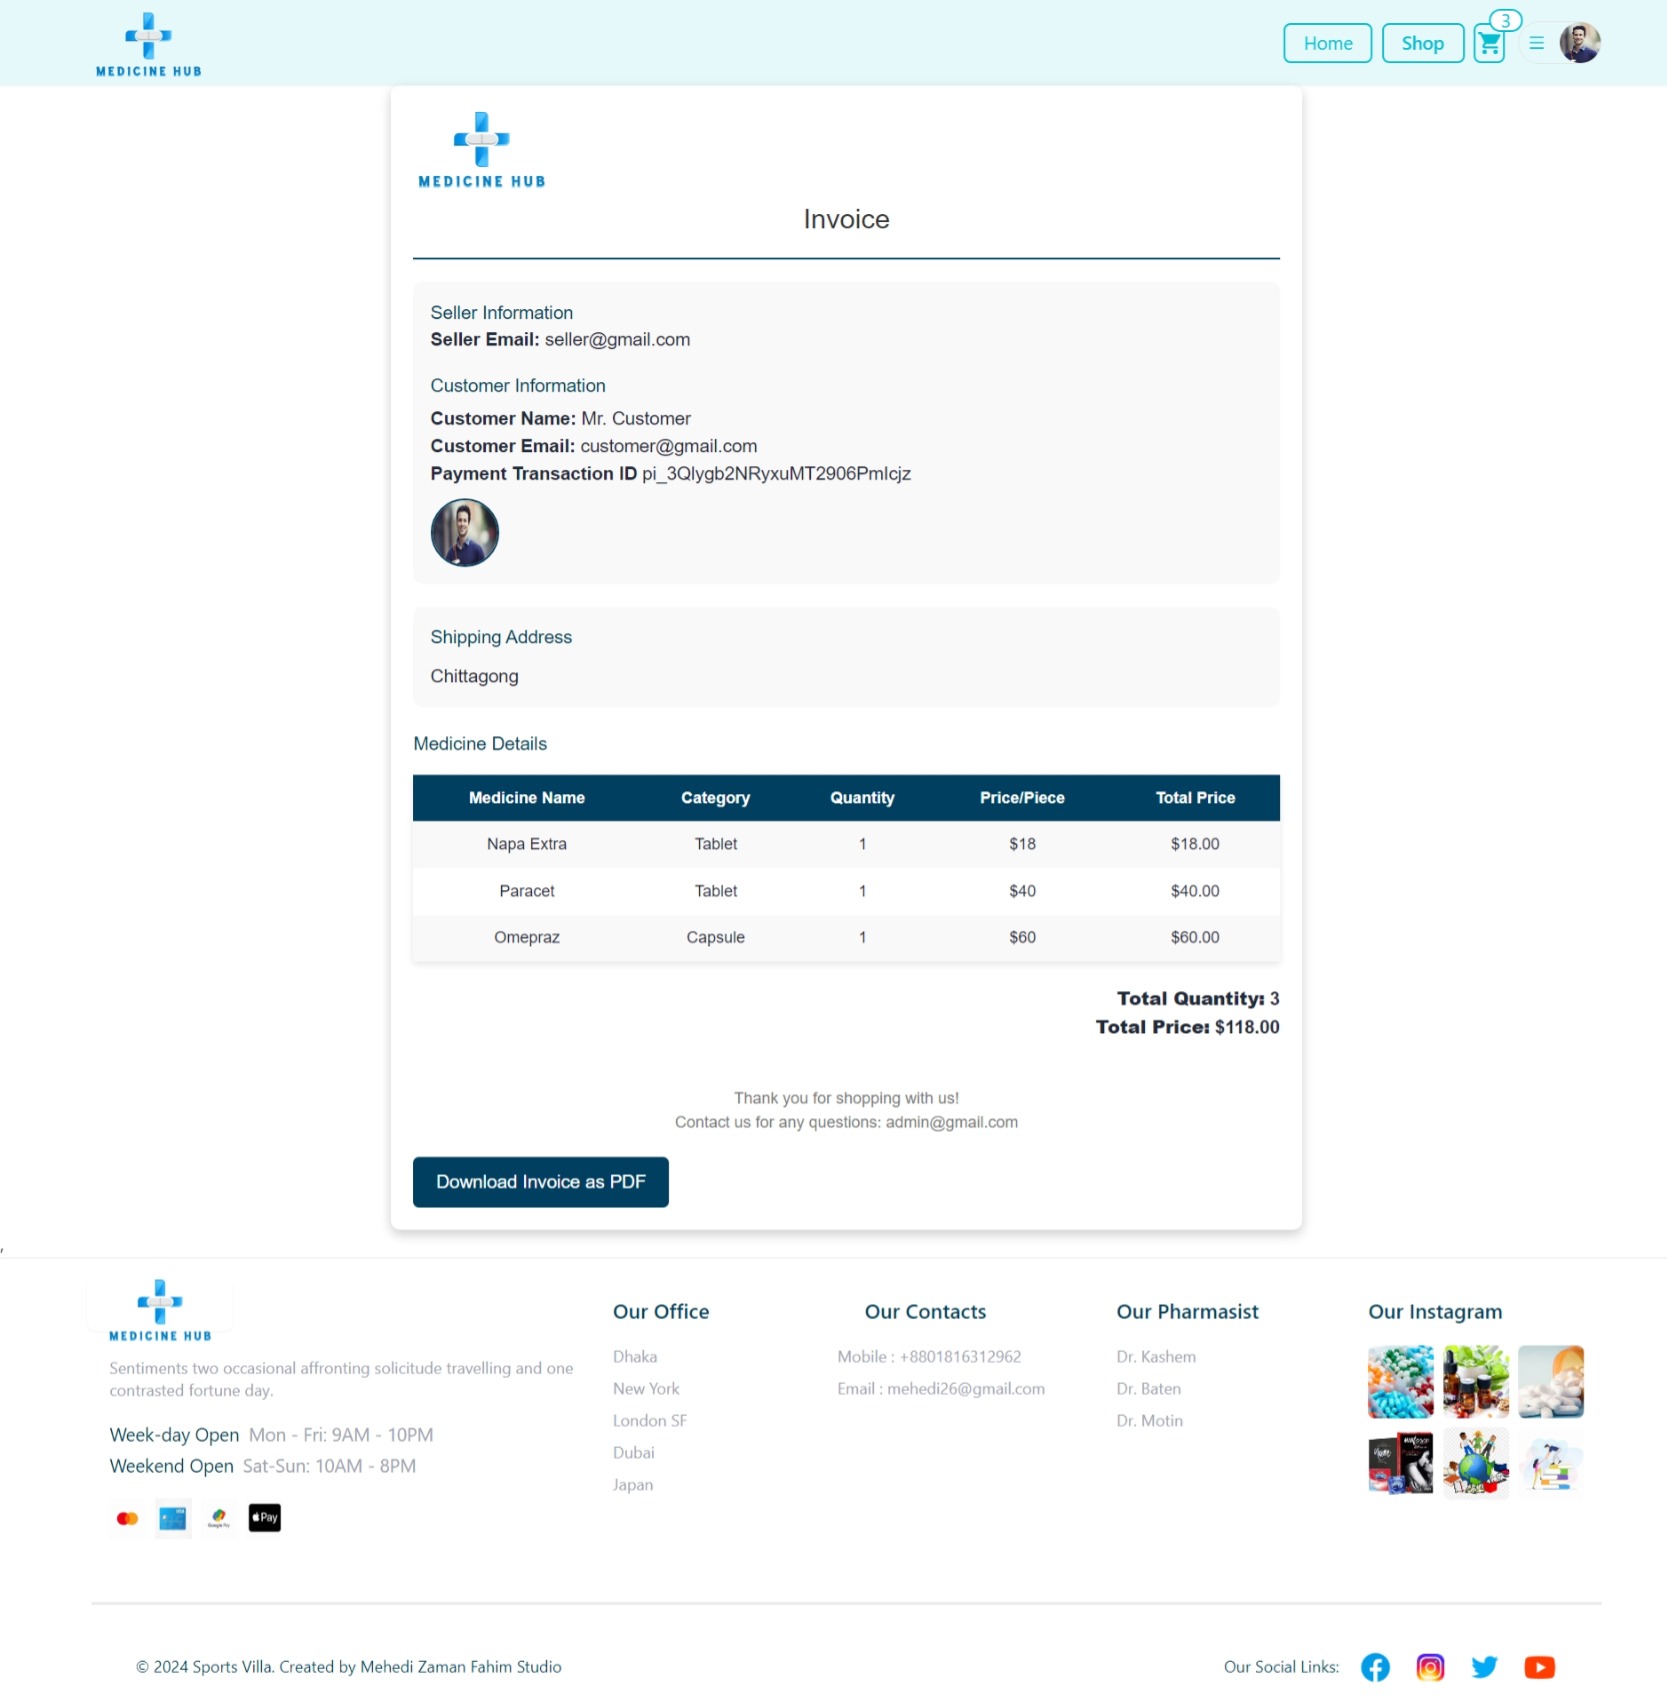 MEDICINE HUB
Home
Shop
3
MEDICINE HUB
Invoice
Seller Information
Seller Email: seller@gmail.com
Customer Information
Customer Name: Mr. Customer
Customer Email: customer@gmail.com
Payment Transaction ID pi_3Qlygb2NRyxuMT2906PmIcjz
Shipping Address
Chittagong
Medicine Details
Medicine Name Category Quantity Price/Piece Total Price
Napa Extra Tablet 1 $18 $18.00
Paracet Tablet 1 $40 $40.00
Omepraz Capsule 1 $60 $60.00
Total Quantity: 3
Total Price: $118.00
Thank you for shopping with us!
Contact us for any questions: admin@gmail.com
Download Invoice as PDF
,
MEDICINE HUB
Sentiments two occasional affronting solicitude travelling and one
contrasted fortune day.
Week-day Open Mon - Fri: 9AM - 10PM
Weekend Open Sat-Sun: 10AM - 8PM
Google Pay
Pay
Our Office
Dhaka
New York
London SF
Dubai
Japan
Our Contacts
Mobile : +8801816312962
Email : mehedi26@gmail.com
Our Pharmasist
Dr. Kashem
Dr. Baten
Dr. Motin
Our Instagram
© 2024 Sports Villa. Created by Mehedi Zaman Fahim Studio
Our Social Links: